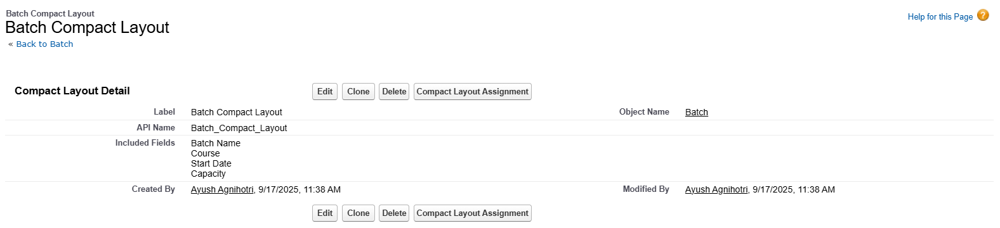 Batch Compact Layout
Batch Compact Layout
Help for this Page ?
« Back to Batch
Compact Layout Detail
Edit Clone Delete Compact Layout Assignment
Label Batch Compact Layout Object Name Batch
API Name Batch_Compact_Layout
Included Fields Batch Name
Course
Start Date
Capacity
Created By Ayush Agnihotri, 9/17/2025, 11:38 AM Modified By Ayush Agnihotri, 9/17/2025, 11:38 AM
Edit Clone Delete Compact Layout Assignment